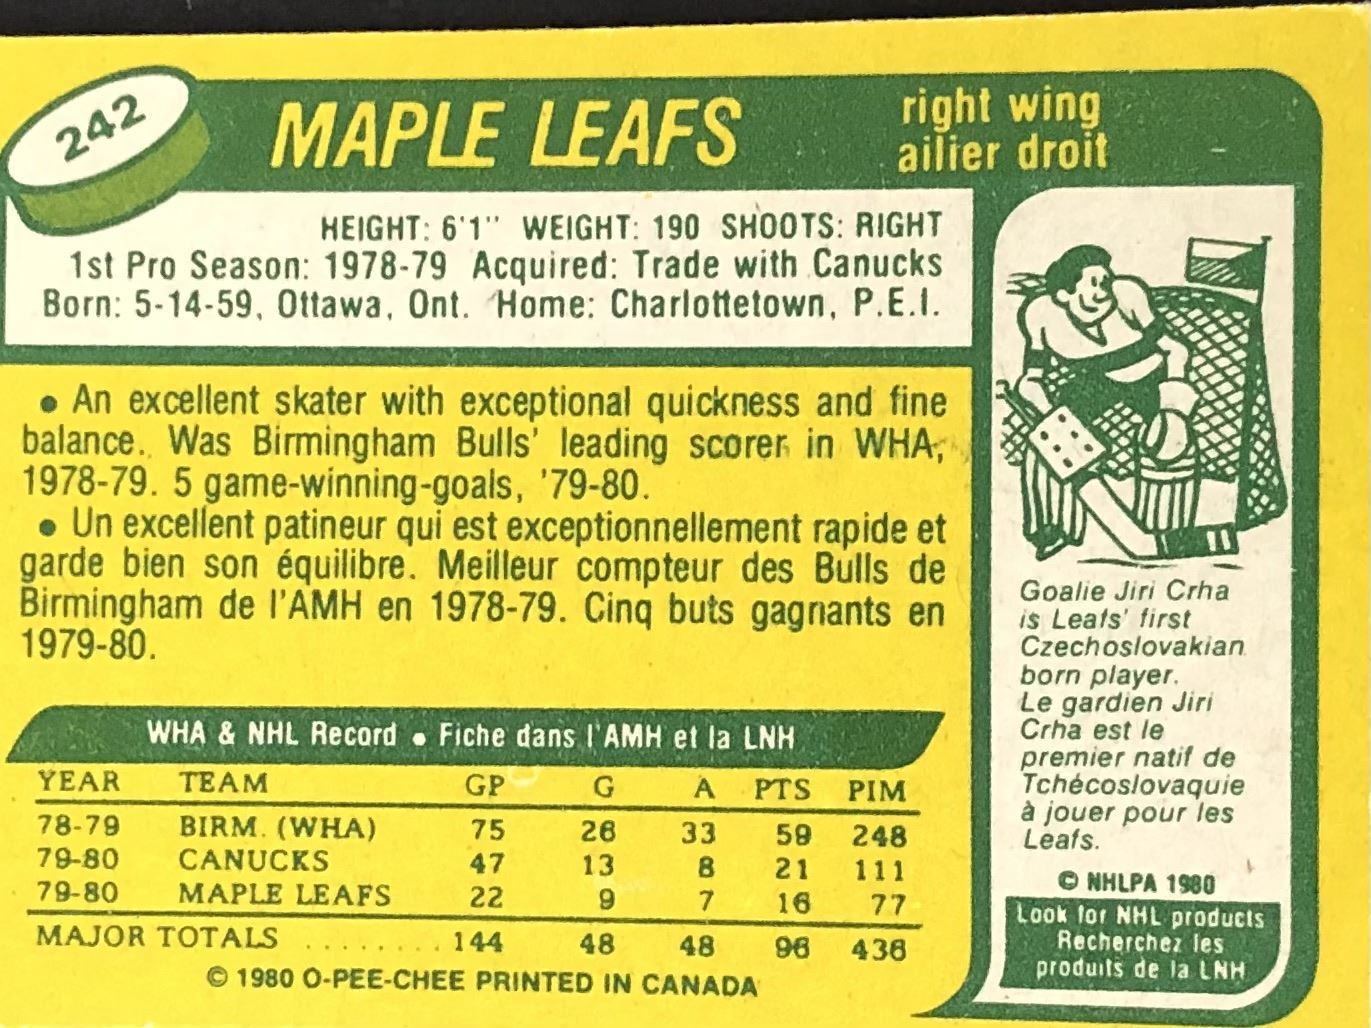 242
MAPLE LEAFS
right wing
ailier droit
HEIGHT: 6'1" WEIGHT: 190 SHOOTS: RIGHT
1st Pro Season: 1978-79 Acquired: Trade with Canucks
Born: 5-14-59, Ottawa, Ont. Home: Charlottetown, P.E.I.
• An excellent skater with exceptional quickness and fine
balance. Was Birmingham Bulls' leading scorer in WHA,
1978-79. 5 game-winning-goals, '79-80.
• Un excellent patineur qui est exceptionnellement rapide et
garde bien son équilibre. Meilleur compteur des Bulls de
Birmingham de l'AMH en 1978-79. Cinq buts gagnants en
1979-80.
WHA & NHL Record • Fiche dans l'AMH et la LNH
YEAR TEAM GP G A PTS PIM
78-79 BIRM. (WHA) 75 26 33 59 248
79-80 CANUCKS 47 13 8 21 111
79-80 MAPLE LEAFS 22 9 7 16 77
MAJOR TOTALS ........ 144 48 48 96 436
© 1980 O-PEE-CHEE PRINTED IN CANADA
Goalie Jiri Crha
is Leafs' first
Czechoslovakian
born player.
Le gardien Jiri
Crha est le
premier natif de
Tchécoslovaquie
à jouer pour les
Leafs.
© NHLPA 1980
Look for NHL products
Recherchez les
produits de la LNH